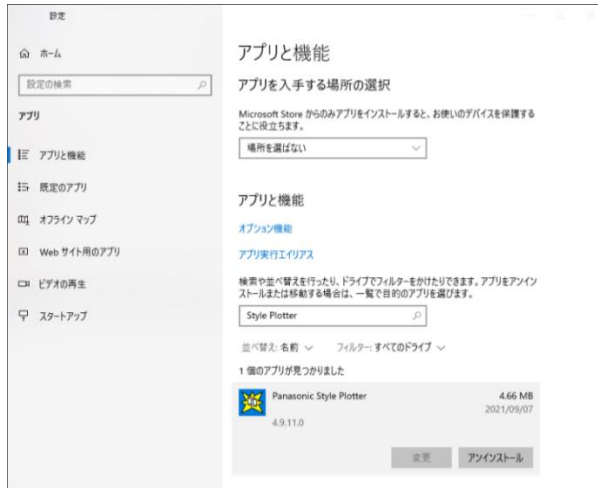 設定
ホーム
設定の検索
アプリ
アプリと機能
既定のアプリ
オフライン マップ
Web サイト用のアプリ
ビデオの再生
スタートアップ
アプリと機能
アプリを入手する場所の選択
Microsoft Store からのみアプリをインストールすると、お使いのデバイスを保護する
ことに役立ちます。
場所を選ばない
アプリと機能
オプション機能
アプリ実行エイリアス
検索や並べ替えを行ったり、ドライブでフィルターをかけたりできます。アプリをアンイン
ストールまたは移動する場合は、一覧で目的のアプリを選びます。
Style Plotter
並べ替え: 名前 フィルター: すべてのドライブ
1 個のアプリが見つかりました
Panasonic Style Plotter 4.66 MB
2021/09/07
4.9.11.0
変更 アンインストール